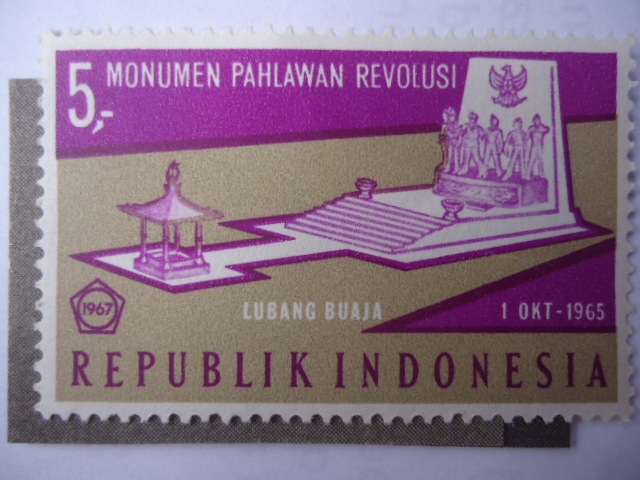 5,- MONUMEN PAHLAWAN REVOLUSI
1967
LUBANG BUAJA
1 OKT - 1965
REPUBLIK INDONESIA